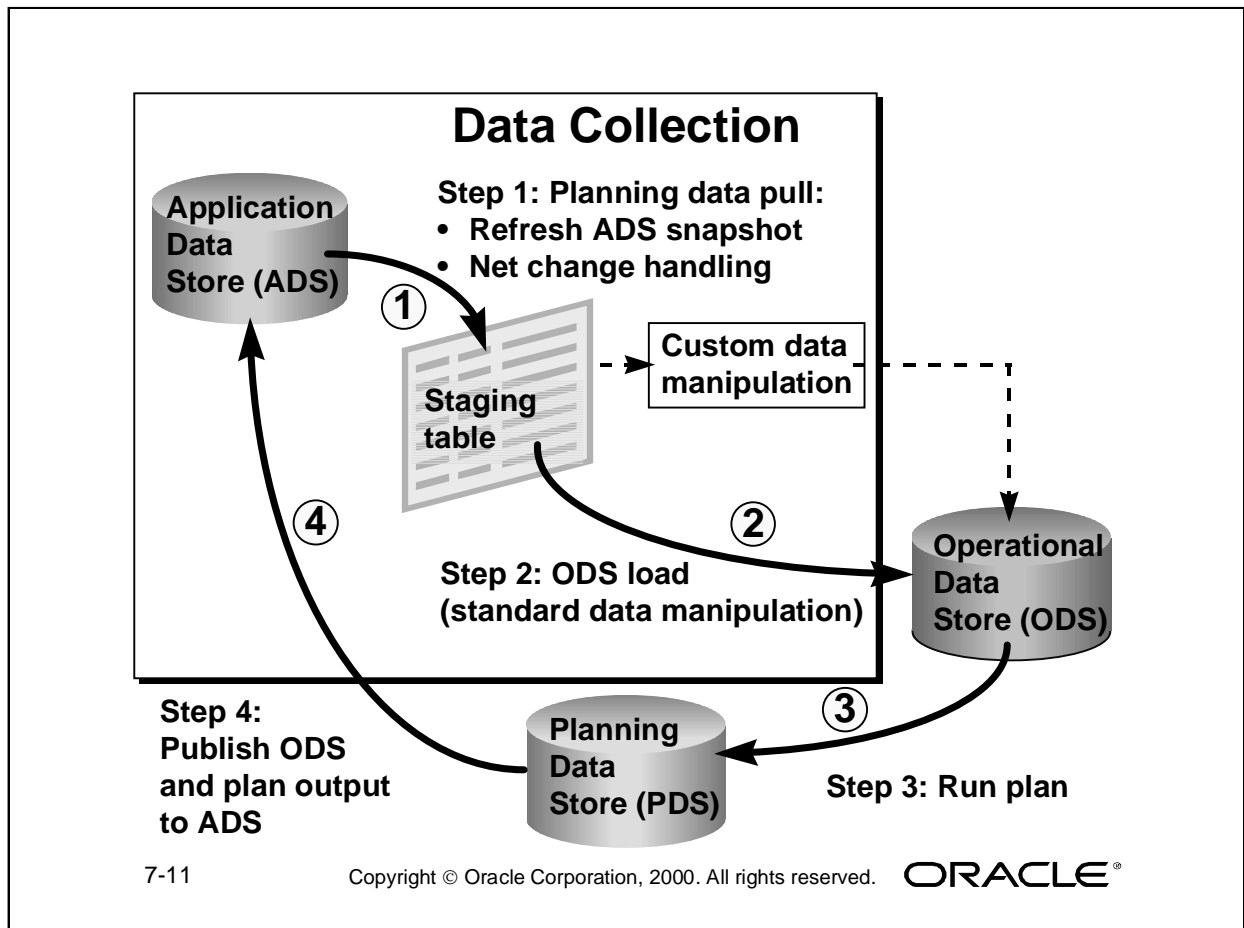 Data Collection
Application
Data
Store (ADS)
Step 1: Planning data pull:
• Refresh ADS snapshot
• Net change handling
1
Custom data
manipulation
Staging
table
4
2
Step 2: ODS load
(standard data manipulation)
Operational
Data
Store (ODS)
Step 4:
Publish ODS
and plan output
to ADS
Planning
Data
Store (PDS)
3
Step 3: Run plan
7-11
Copyright © Oracle Corporation, 2000. All rights reserved.
ORACLE®